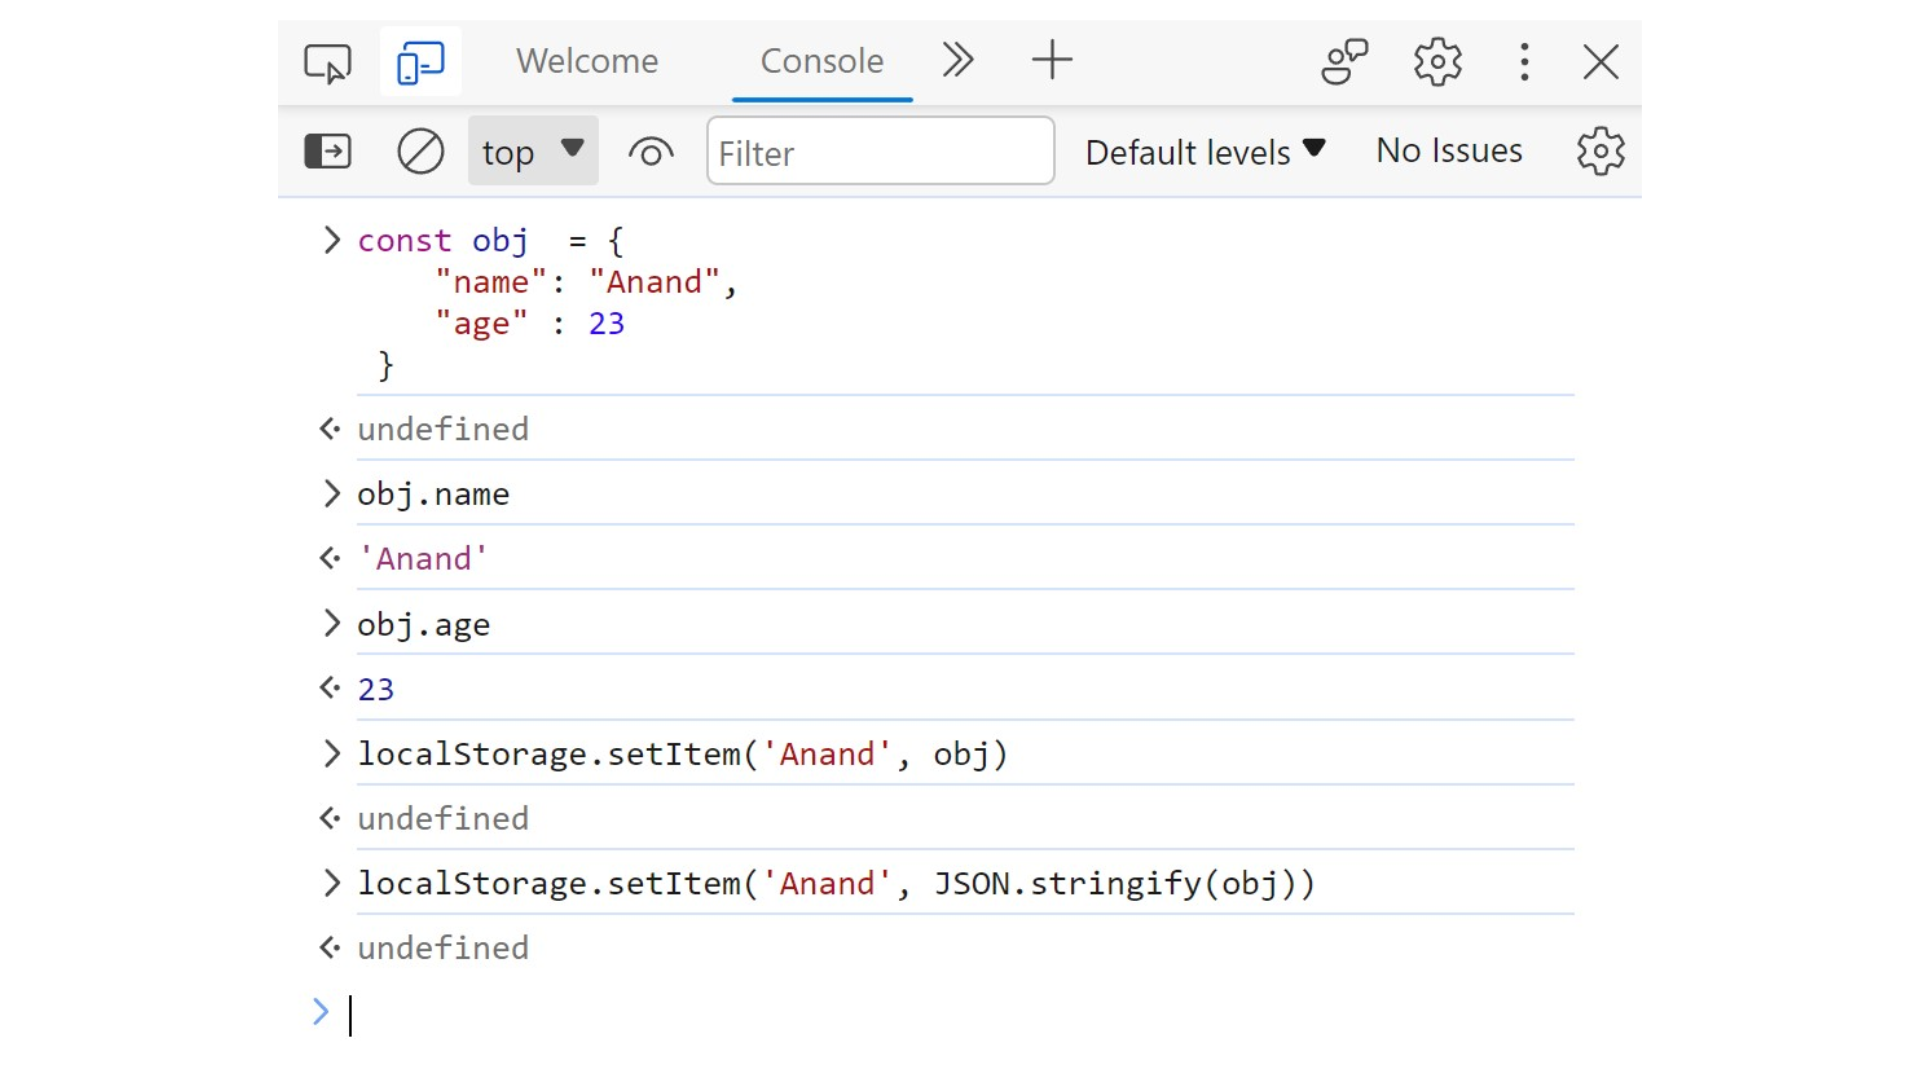 Welcome Console
top Filter Default levels No Issues
const obj  = {
"name": "Anand",
"age" : 23
}
undefined
obj.name
'Anand'
obj.age
23
localStorage.setItem('Anand', obj)
undefined
localStorage.setItem('Anand', JSON.stringify(obj))
undefined